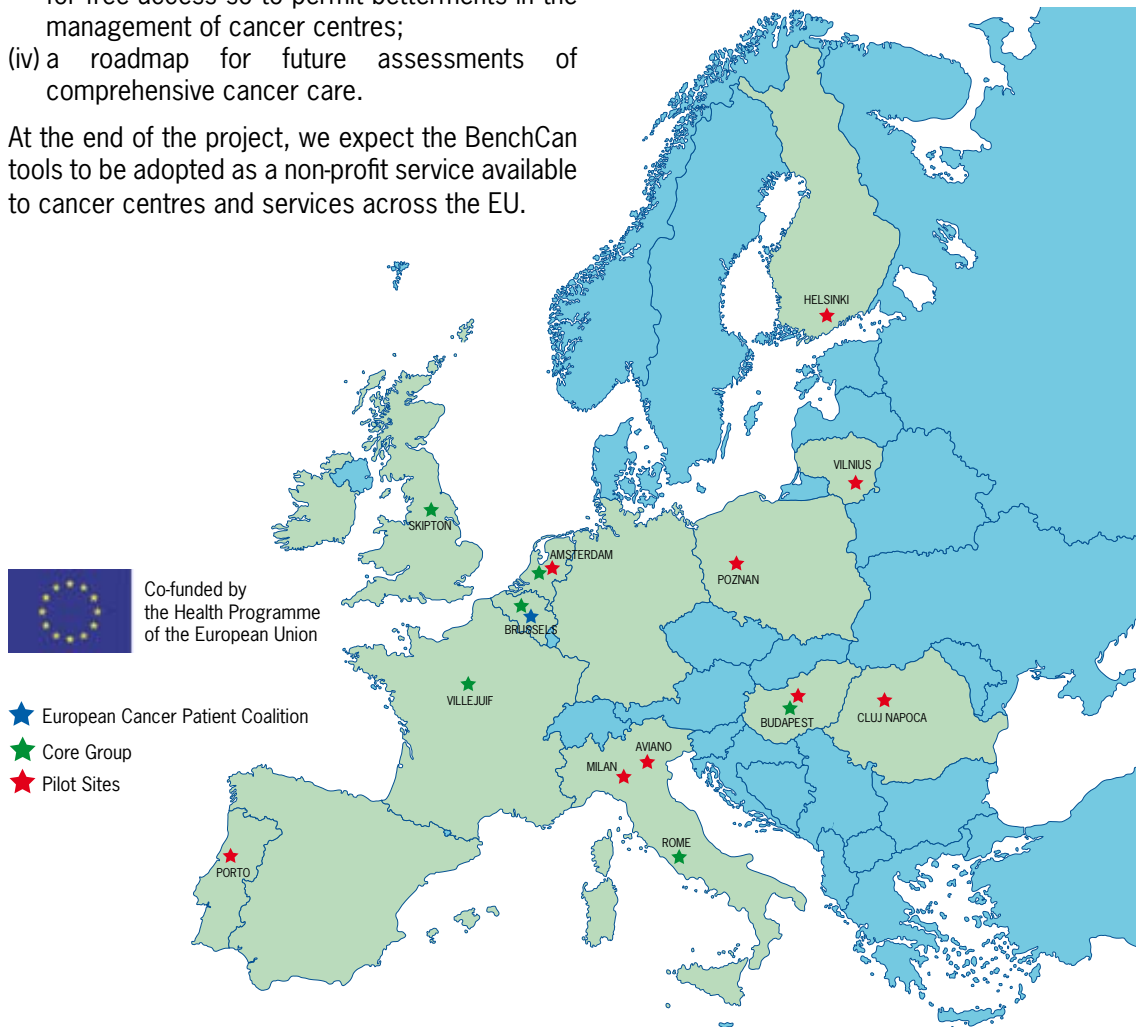 for free access so to permit betterments in the
management of cancer centres;
(iv) a roadmap for future assessments of
comprehensive cancer care.
At the end of the project, we expect the BenchCan
tools to be adopted as a non-profit service available
to cancer centres and services across the EU.
HELSINKI
VILNIUS
SKIPTON
AMSTERDAM
POZNAN
Co-funded by
the Health Programme
of the European Union
BRUSSELS
VILLEJUIF
European Cancer Patient Coalition
Core Group
Pilot Sites
BUDAPEST
CLUJ NAPOCA
AVIANO
MILAN
ROME
PORTO